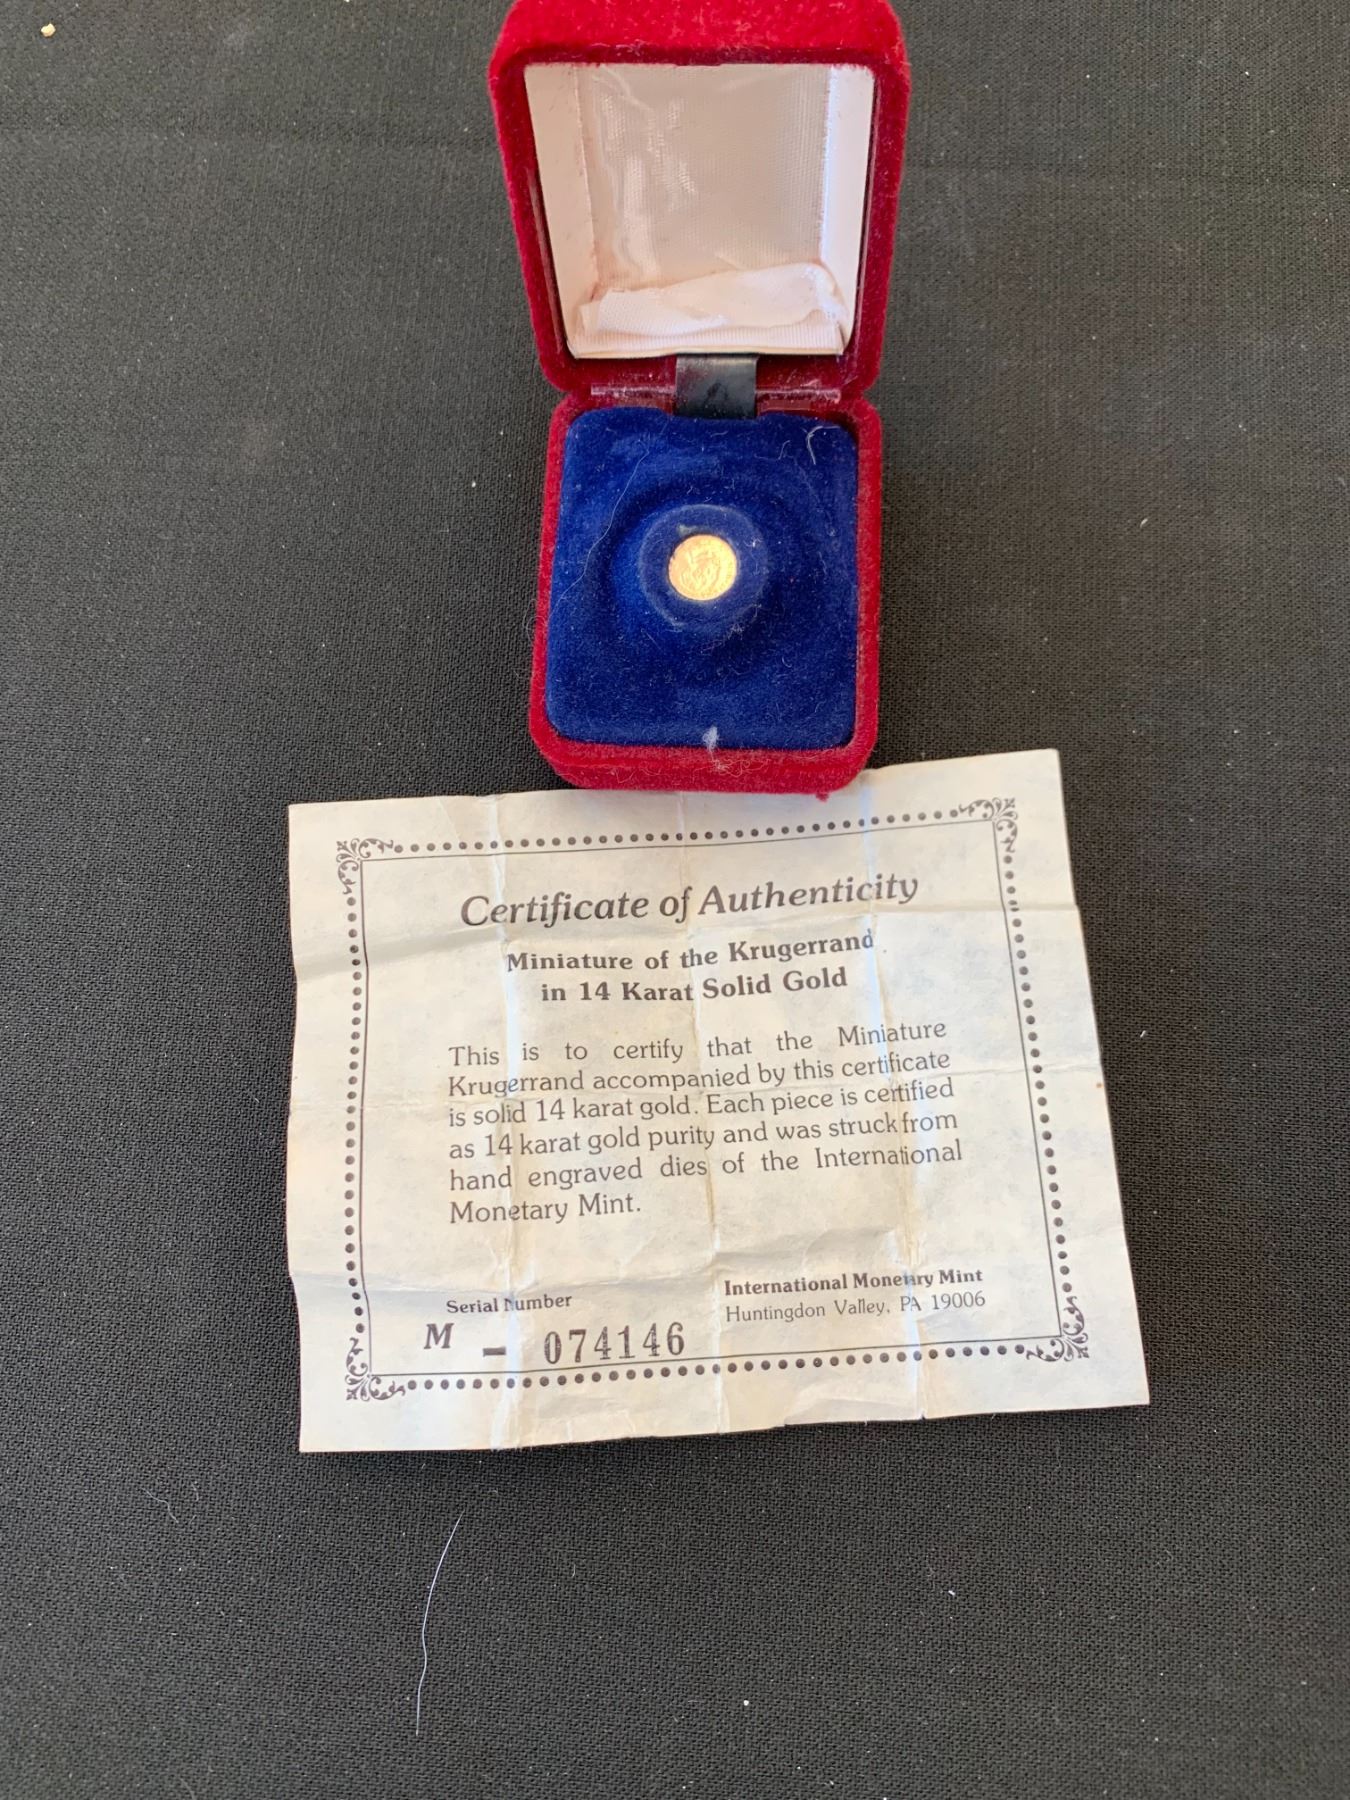 Certificate of Authenticity
Miniature of the Krugerrand
in 14 Karat Solid Gold
This is to certify that the Miniature
Krugerrand accompanied by this certificate
is solid 14 karat gold. Each piece is certified
as 14 karat gold purity and was struck from
hand engraved dies of the International
Monetary Mint.
Serial Number
M - 074146
International Monetary Mint
Huntingdon Valley, PA 19006